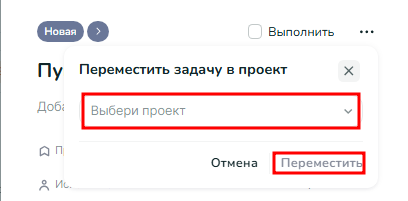 Новая
Выполнить
Переместить задачу в проект
Выбери проект
Отмена
Переместить